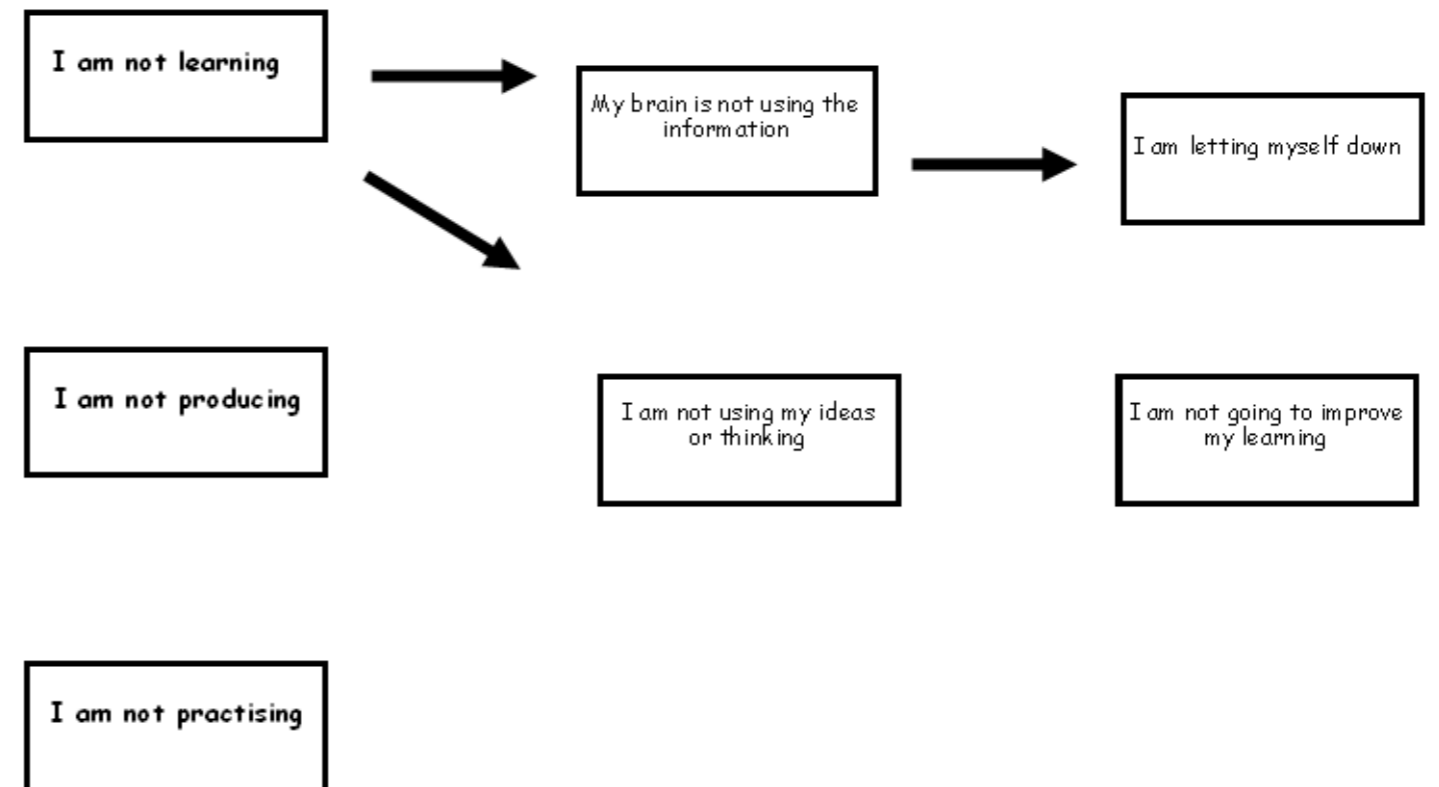 I am not learning
My brain is not using the
information
I am letting myself down
I am not producing
I am not using my ideas
or thinking
I am not going to improve
my learning
I am not practising